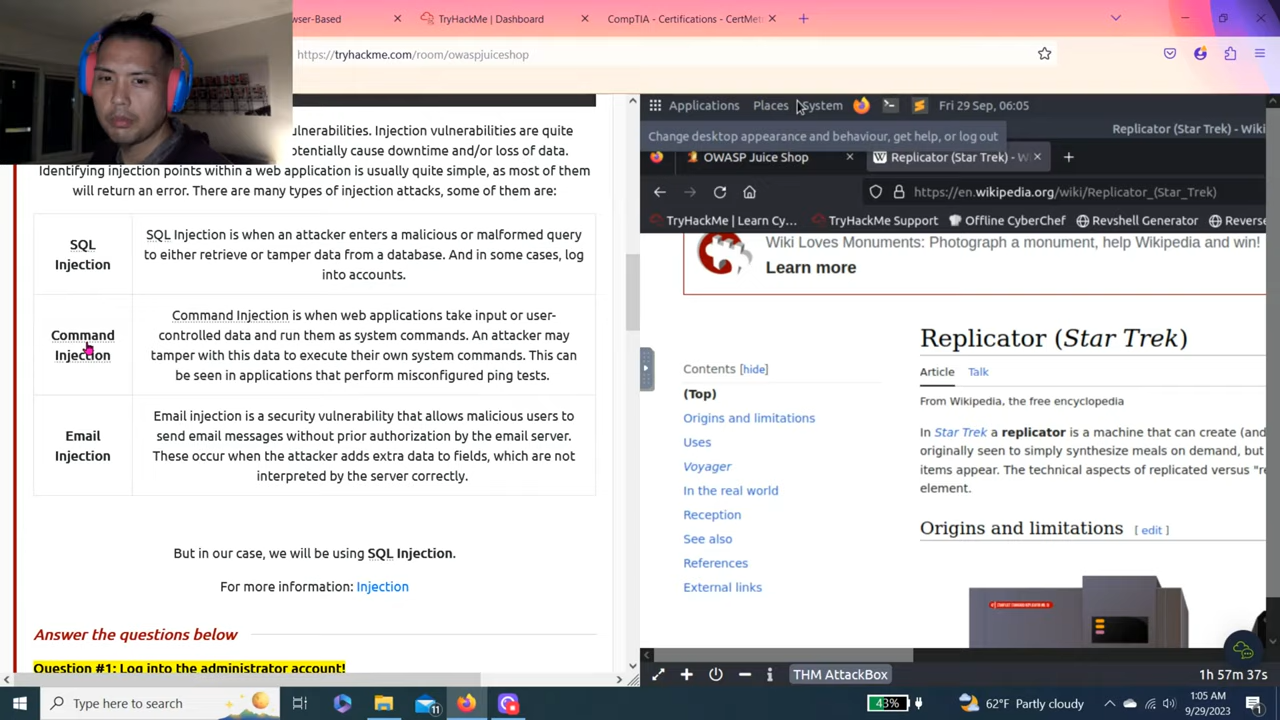 wser-Based
TryHackMe | Dashboard
CompTIA - Certifications - CertMe
https://tryhackme.com/room/owaspjuiceshop
ulnerabilities. Injection vulnerabilities are quite
otentially cause downtime and/or loss of data.
Identifying injection points within a web application is usually quite simple, as most of them
will return an error. There are many types of injection attacks, some of them are:
SQL
Injection
SQL Injection is when an attacker enters a malicious or malformed query
to either retrieve or tamper data from a database. And in some cases, log
into accounts.
Command
Injection
Command Injection is when web applications take input or user-
controlled data and run them as system commands. An attacker may
tamper with this data to execute their own system commands. This can
be seen in applications that perform misconfigured ping tests.
Email
Injection
Email injection is a security vulnerability that allows malicious users to
send email messages without prior authorization by the email server.
These occur when the attacker adds extra data to fields, which are not
interpreted by the server correctly.
But in our case, we will be using SQL Injection.
For more information: Injection
Answer the questions below
Question #1: Log into the administrator account!
Applications Places System Fri 29 Sep, 06:05
Change desktop appearance and behaviour, get help, or log out
Replicator (Star Trek) - Wiki
OWASP Juice Shop
Replicator (Star Trek) - W
https://en.wikipedia.org/wiki/Replicator_(Star_Trek)
TryHackMe | Learn Cy... TryHackMe Support Offline CyberChef Revshell Generator Reverse
Wiki Loves Monuments: Photograph a monument, help Wikipedia and win!
Learn more
Contents [hide]
(Top)
Origins and limitations
Uses
Voyager
In the real world
Reception
See also
References
External links
Replicator (Star Trek)
Article Talk
From Wikipedia, the free encyclopedia
In Star Trek a replicator is a machine that can create (and
originally seen to simply synthesize meals on demand, but
items appear. The technical aspects of replicated versus "r
element.
Origins and limitations [ edit ]
THM AttackBox
1h 57m 37s
Type here to search
11
43%
62°F Partly cloudy
1:05 AM
9/29/2023
1